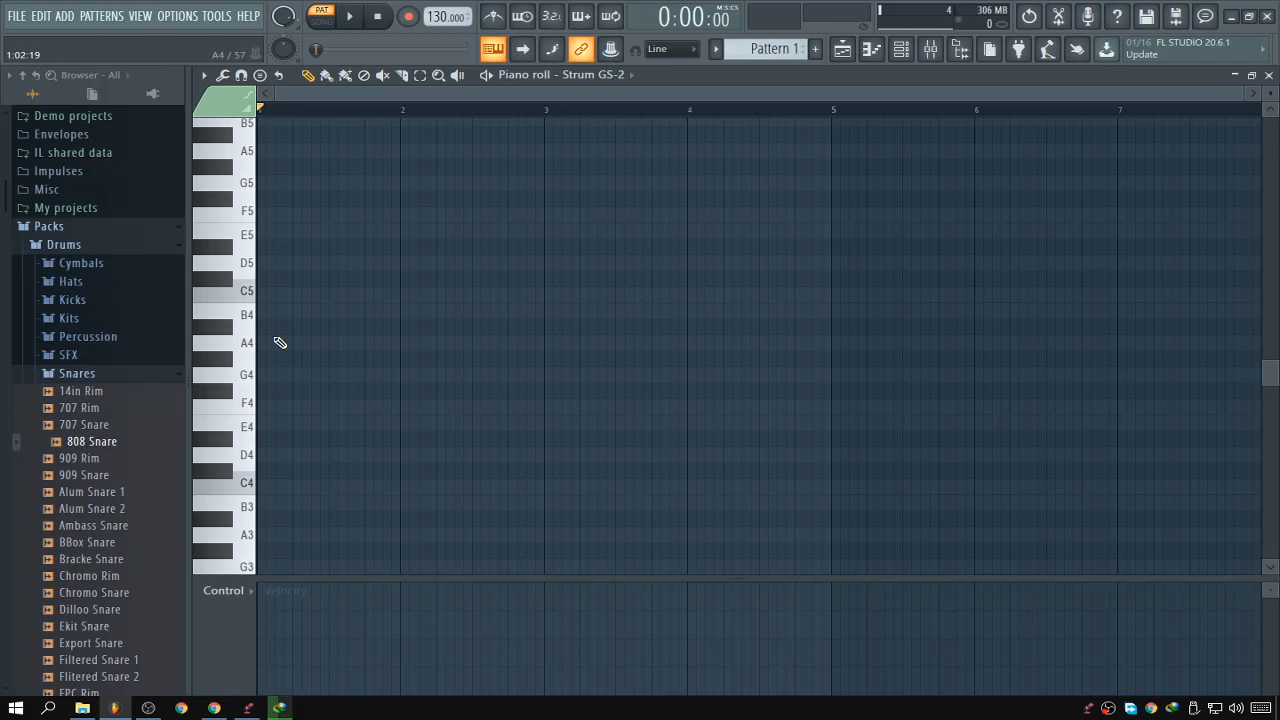 FILE EDIT ADD PATTERNS VIEW OPTIONS TOOLS HELP
PAT
SONG
130.000
3.2.
0:00:00
M:S:CS
4
306 MB
0
1:02:19
A4 / 57
Line
Pattern 1
01/16 FL STUDIO 20.6.1
Update
Browser - All
Piano roll - Strum GS-2
Demo projects
Envelopes
IL shared data
Impulses
Misc
My projects
Packs
Drums
Cymbals
Hats
Kicks
Kits
Percussion
SFX
Snares
14in Rim
707 Rim
707 Snare
808 Snare
909 Rim
909 Snare
Alum Snare 1
Alum Snare 2
Ambass Snare
BBox Snare
Bracke Snare
Chromo Rim
Chromo Snare
Dilloo Snare
Ekit Snare
Export Snare
Filtered Snare 1
Filtered Snare 2
FPC Rim
2
3
4
5
6
7
B5
A5
G5
F5
E5
D5
C5
B4
A4
G4
F4
E4
D4
C4
B3
A3
G3
Control
Velocity